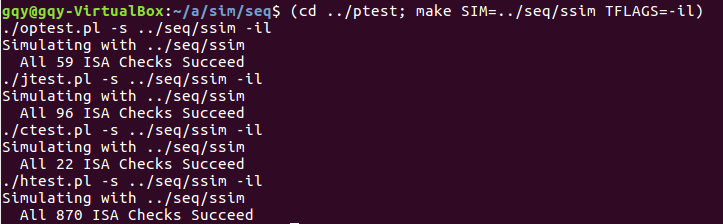 gqy@gqy-VirtualBox:~/a/sim/seq$ (cd ../ptest; make SIM=../seq/ssim TFLAGS=-il)
./optest.pl -s ../seq/ssim -il
Simulating with ../seq/ssim
  All 59 ISA Checks Succeed
./jtest.pl -s ../seq/ssim -il
Simulating with ../seq/ssim
  All 96 ISA Checks Succeed
./ctest.pl -s ../seq/ssim -il
Simulating with ../seq/ssim
  All 22 ISA Checks Succeed
./htest.pl -s ../seq/ssim -il
Simulating with ../seq/ssim
  All 870 ISA Checks Succeed